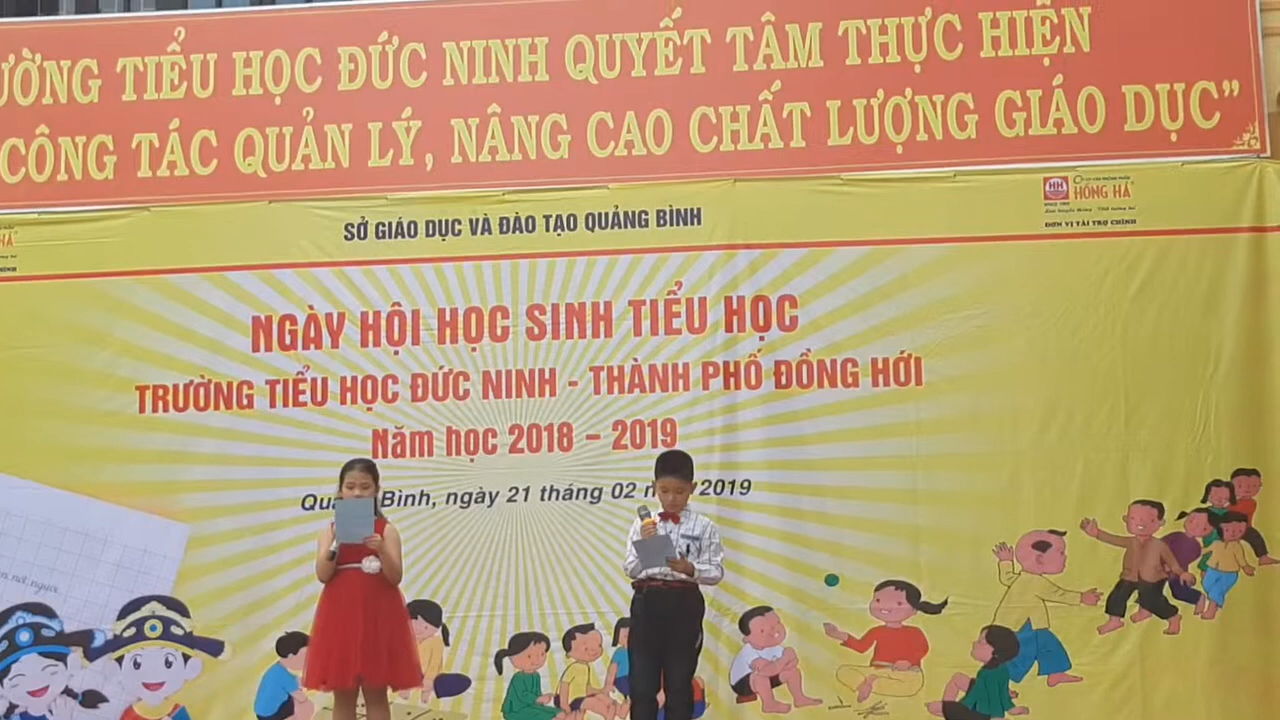 ƯỜNG TIỂU HỌC ĐỨC NINH QUYẾT TÂM THỰC HIỆN
CÔNG TÁC QUẢN LÝ, NÂNG CAO CHẤT LƯỢNG GIÁO DỤC”
SỞ GIÁO DỤC VÀ ĐÀO TẠO QUẢNG BÌNH
HỒNG HÀ
ĐƠN VỊ TÀI TRỢ CHÍNH
NGÀY HỘI HỌC SINH TIỂU HỌC
TRƯỜNG TIỂU HỌC ĐỨC NINH - THÀNH PHỐ ĐỒNG HỚI
Năm học 2018 – 2019
Bình, ngày 21 tháng 02 2019
nét người